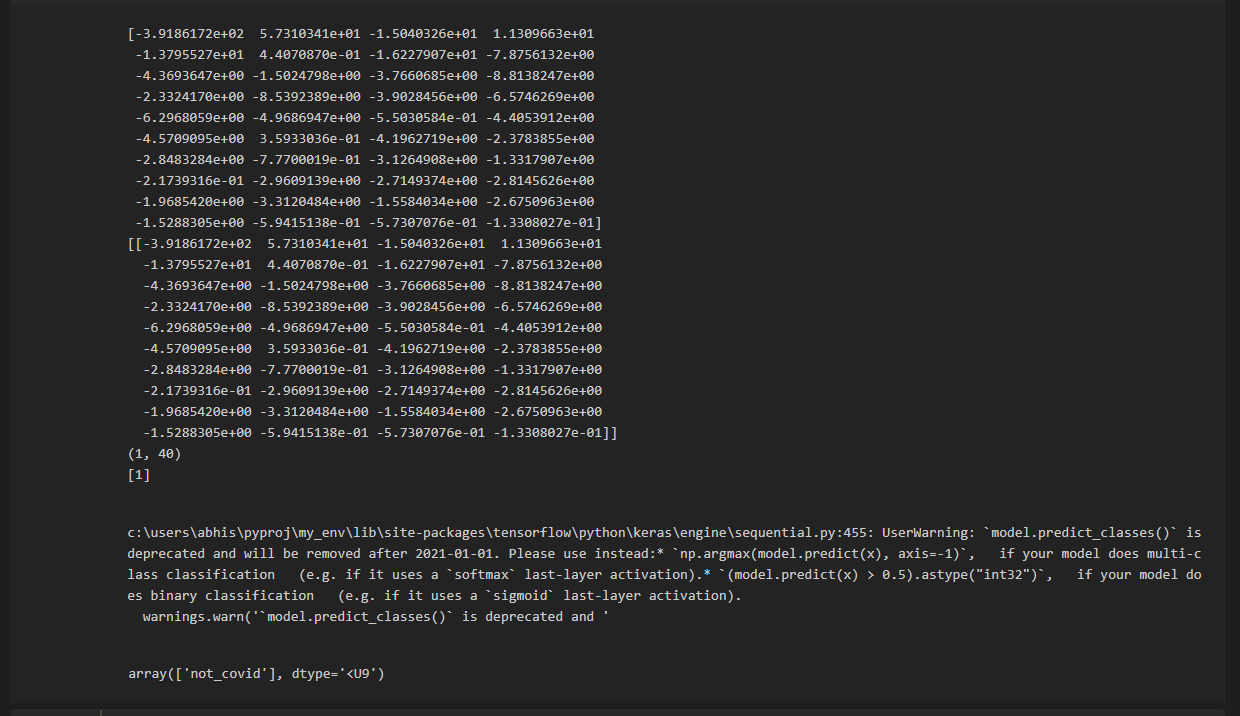 [-3.9186172e+02  5.7310341e+01 -1.5040326e+01  1.1309663e+01
 -1.3795527e+01  4.4070870e-01 -1.6227907e+01 -7.8756132e+00
 -4.3693647e+00 -1.5024798e+00 -3.7660685e+00 -8.8138247e+00
 -2.3324170e+00 -8.5392389e+00 -3.9028456e+00 -6.5746269e+00
 -6.2968059e+00 -4.9686947e+00 -5.5030584e-01 -4.4053912e+00
 -4.5709095e+00  3.5933036e-01 -4.1962719e+00 -2.3783855e+00
 -2.8483284e+00 -7.7700019e-01 -3.1264908e+00 -1.3317907e+00
 -2.1739316e-01 -2.9609139e+00 -2.7149374e+00 -2.8145626e+00
 -1.9685420e+00 -3.3120484e+00 -1.5584034e+00 -2.6750963e+00
 -1.5288305e+00 -5.9415138e-01 -5.7307076e-01 -1.3308027e-01]
[[-3.9186172e+02  5.7310341e+01 -1.5040326e+01  1.1309663e+01
  -1.3795527e+01  4.4070870e-01 -1.6227907e+01 -7.8756132e+00
  -4.3693647e+00 -1.5024798e+00 -3.7660685e+00 -8.8138247e+00
  -2.3324170e+00 -8.5392389e+00 -3.9028456e+00 -6.5746269e+00
  -6.2968059e+00 -4.9686947e+00 -5.5030584e-01 -4.4053912e+00
  -4.5709095e+00  3.5933036e-01 -4.1962719e+00 -2.3783855e+00
  -2.8483284e+00 -7.7700019e-01 -3.1264908e+00 -1.3317907e+00
  -2.1739316e-01 -2.9609139e+00 -2.7149374e+00 -2.8145626e+00
  -1.9685420e+00 -3.3120484e+00 -1.5584034e+00 -2.6750963e+00
  -1.5288305e+00 -5.9415138e-01 -5.7307076e-01 -1.3308027e-01]]
(1, 40)
[1]
c:\users\abhis\pyproj\my_env\lib\site-packages\tensorflow\python\keras\engine\sequential.py:455: UserWarning: `model.predict_classes()` is
deprecated and will be removed after 2021-01-01. Please use instead:* `np.argmax(model.predict(x), axis=-1)`,   if your model does multi-c
lass classification   (e.g. if it uses a `softmax` last-layer activation).* `(model.predict(x) > 0.5).astype("int32")`,   if your model do
es binary classification   (e.g. if it uses a `sigmoid` last-layer activation).
  warnings.warn('`model.predict_classes()` is deprecated and '
array(['not_covid'], dtype='<U9')